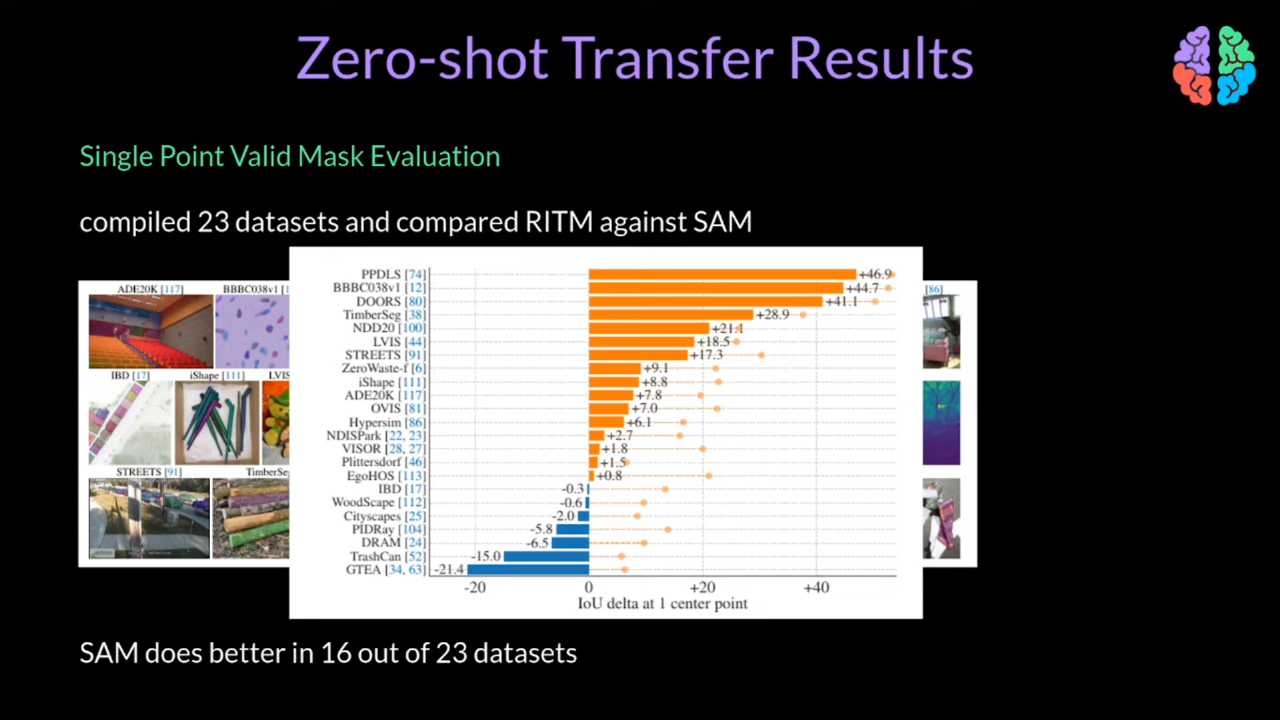 Zero-shot Transfer Results
Single Point Valid Mask Evaluation
compiled 23 datasets and compared RITM against SAM
ADE20K [117]
BBBC038v1 [1
IBD [17]
iShape [111]
LVIS
STREETS [91]
TimberSe
[86]
PPDLS [74] +46.9
BBBC038v1 [12] +44.7
DOORS [80] +41.1
TimberSeg [38] +28.9
NDD20 [100] +21.1
LVIS [44] +18.5
STREETS [91] +17.3
ZeroWaste-f [6] +9.1
iShape [111] +8.8
ADE20K [117] +7.8
OVIS [81] +7.0
Hypersim [86] +6.1
NDISPark [22, 23] +2.7
VISOR [28, 27] +1.8
Plittersdorf [46] +1.5
EgoHOS [113] +0.8
IBD [17] -0.3
WoodScape [112] -0.6
Cityscapes [25] -2.0
PIDRay [104] -5.8
DRAM [24] -6.5
TrashCan [52] -15.0
GTEA [34, 63] -21.4
-20 0 +20 +40
IoU delta at 1 center point
SAM does better in 16 out of 23 datasets